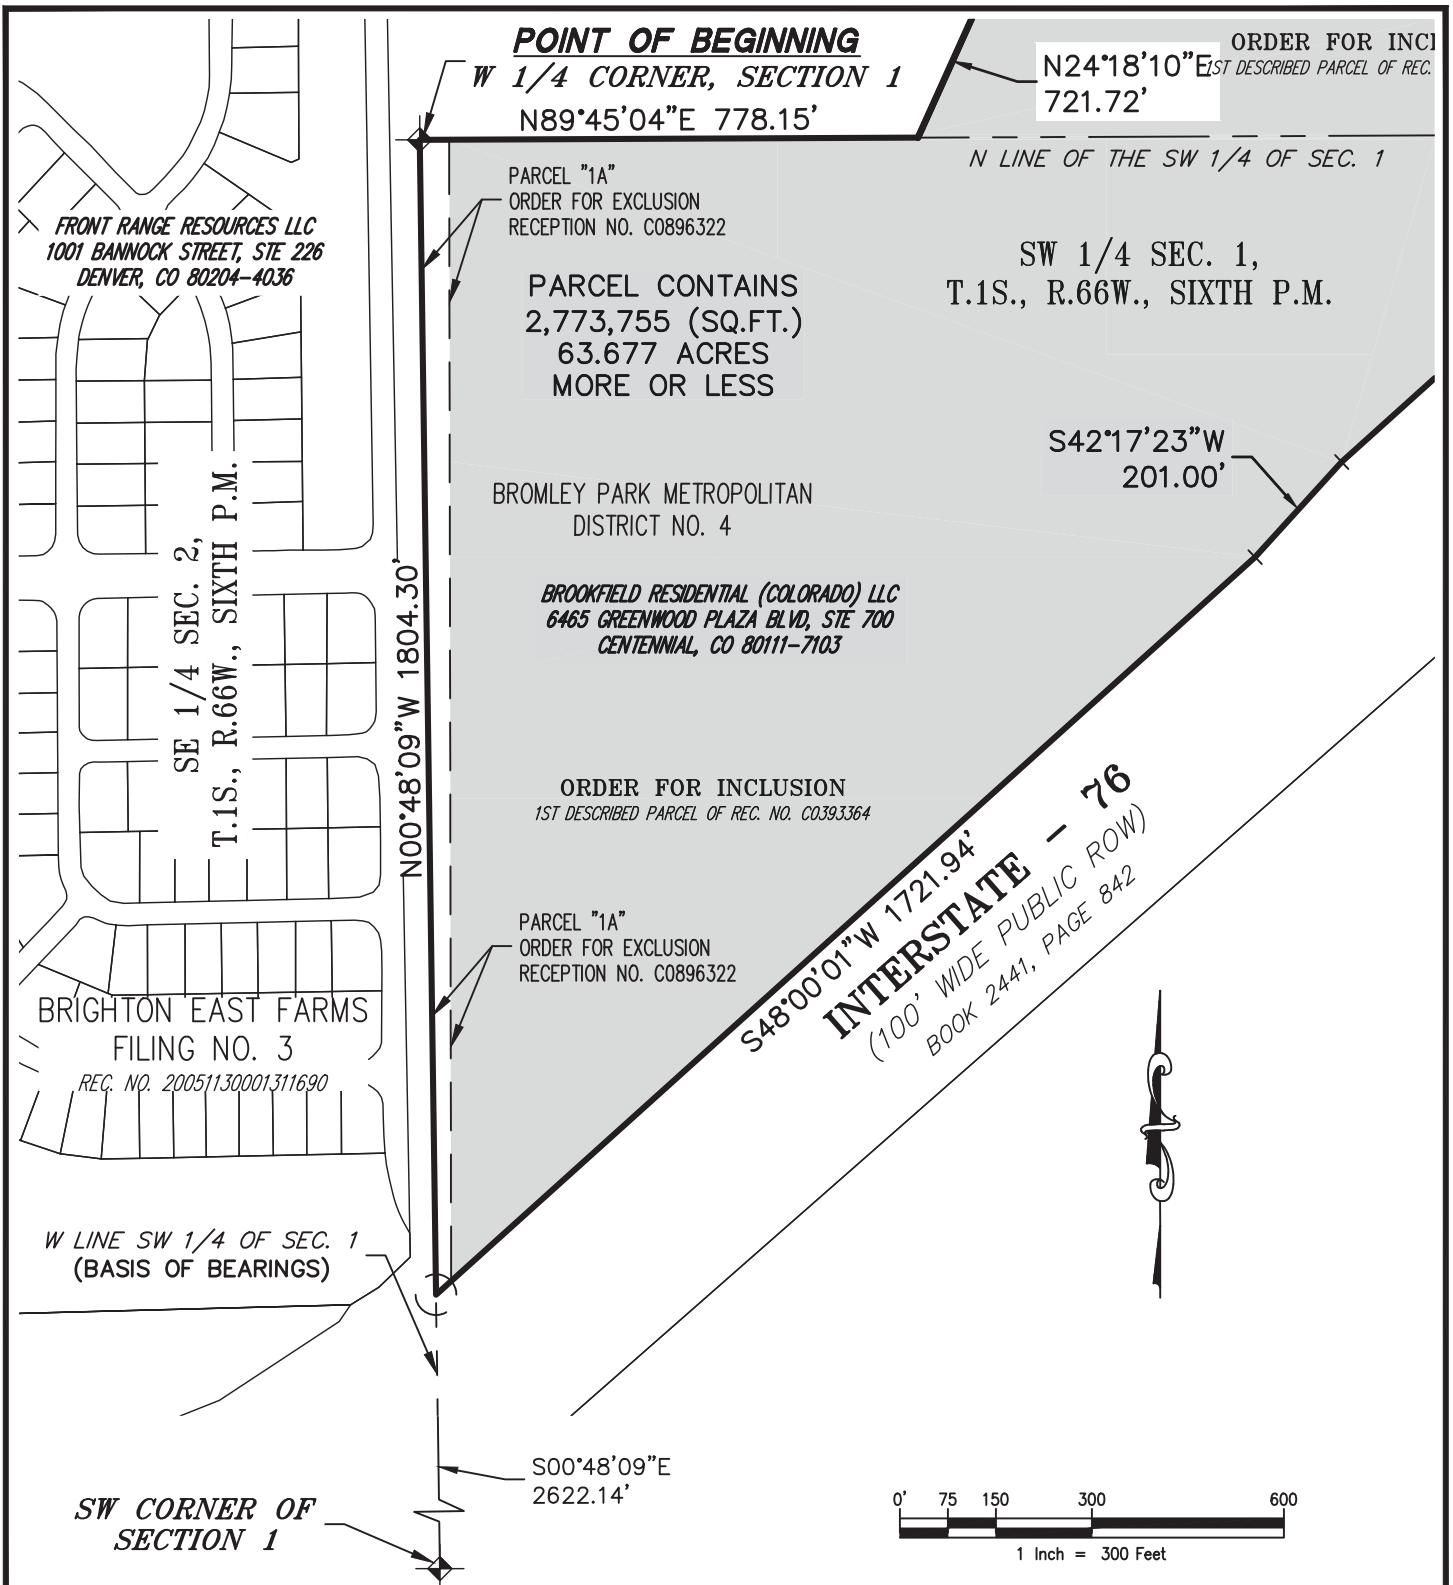 POINT OF BEGINNING
W 1/4 CORNER, SECTION 1
N89°45'04"E 778.15'
N24°18'10"E
721.72'
ORDER FOR
1ST DESCRIBED PARCEL OF REC.
N LINE OF THE SW 1/4 OF SEC. 1
PARCEL "1A"
ORDER FOR EXCLUSION
RECEPTION NO. C0896322
FRONT RANGE RESOURCES LLC
1001 BANNOCK STREET, STE 226
DENVER, CO 80204-4036
SW 1/4 SEC. 1,
T.1S., R.66W., SIXTH P.M.
PARCEL CONTAINS
2,773,755 (SQ.FT.)
63.677 ACRES
MORE OR LESS
S42°17'23"W
201.00'
BROMLEY PARK METROPOLITAN
DISTRICT NO. 4
SE 1/4 SEC. 2,
T.1S., R.66W., SIXTH P.M.
N00°48'09"W 1804.30'
BROOKFIELD RESIDENTIAL (COLORADO) LLC
6465 GREENWOOD PLAZA BLVD, STE 700
CENTENNIAL, CO 80111-7103
ORDER FOR INCLUSION
1ST DESCRIBED PARCEL OF REC. NO. C0393364
S48°00'01"W 1721.94'
INTERSTATE - 76
(100' WIDE PUBLIC ROW)
BOOK 2441, PAGE 842
PARCEL "1A"
ORDER FOR EXCLUSION
RECEPTION NO. C0896322
BRIGHTON EAST FARMS
FILING NO. 3
REC. NO. 20051130001311690
W LINE SW 1/4 OF SEC. 1
(BASIS OF BEARINGS)
S00°48'09"E
2622.14'
SW CORNER OF
SECTION 1
0' 75 150 300 600
1 Inch = 300 Feet